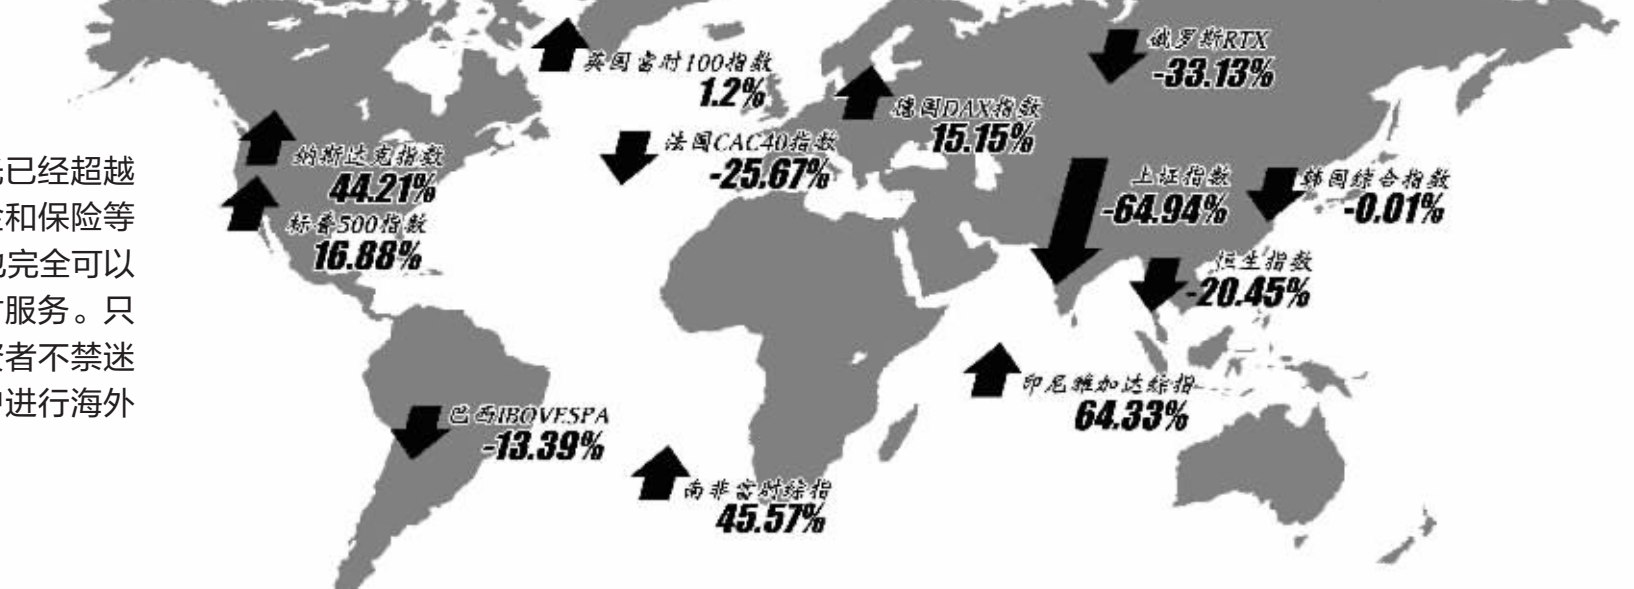 已经超越
和保险等
完全可以
服务。只
者不禁迷
进行海外
英国富时100指数
1.2%
俄罗斯RTX
-33.13%
德国DAX指数
15.15%
纳斯达克指数
44.21%
法国CAC40指数
-25.67%
上证指数
-64.94%
韩国综合指数
-0.01%
标普500指数
16.88%
恒生指数
-20.45%
印尼雅加达综指
64.33%
巴西IBOVESPA
-13.39%
南非富时综指
45.57%